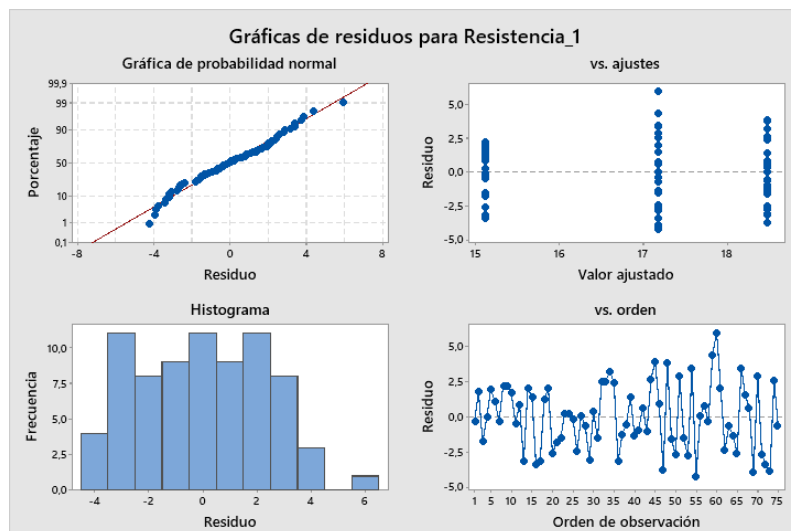 Gráficas de residuos para Resistencia_1
Gráfica de probabilidad normal
99,9
99
90
50
10
1
0,1
Porcentaje
-8
-4
0
4
8
Residuo
vs. ajustes
5,0
2,5
0,0
-2,5
-5,0
Residuo
15
16
17
18
Valor ajustado
Histograma
10,0
7,5
5,0
2,5
0,0
Frecuencia
-4
-2
0
2
4
6
Residuo
vs. orden
5,0
2,5
0,0
-2,5
-5,0
Residuo
1 5 10 15 20 25 30 35 40 45 50 55 60 65 70 75
Orden de observación